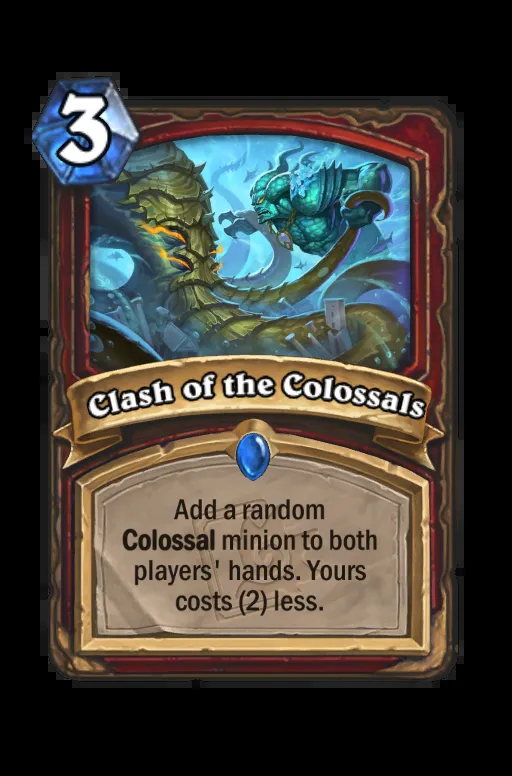 3
Clash of the Colossals
Add a random
Colossal minion to both
players' hands. Yours
costs (2) less.